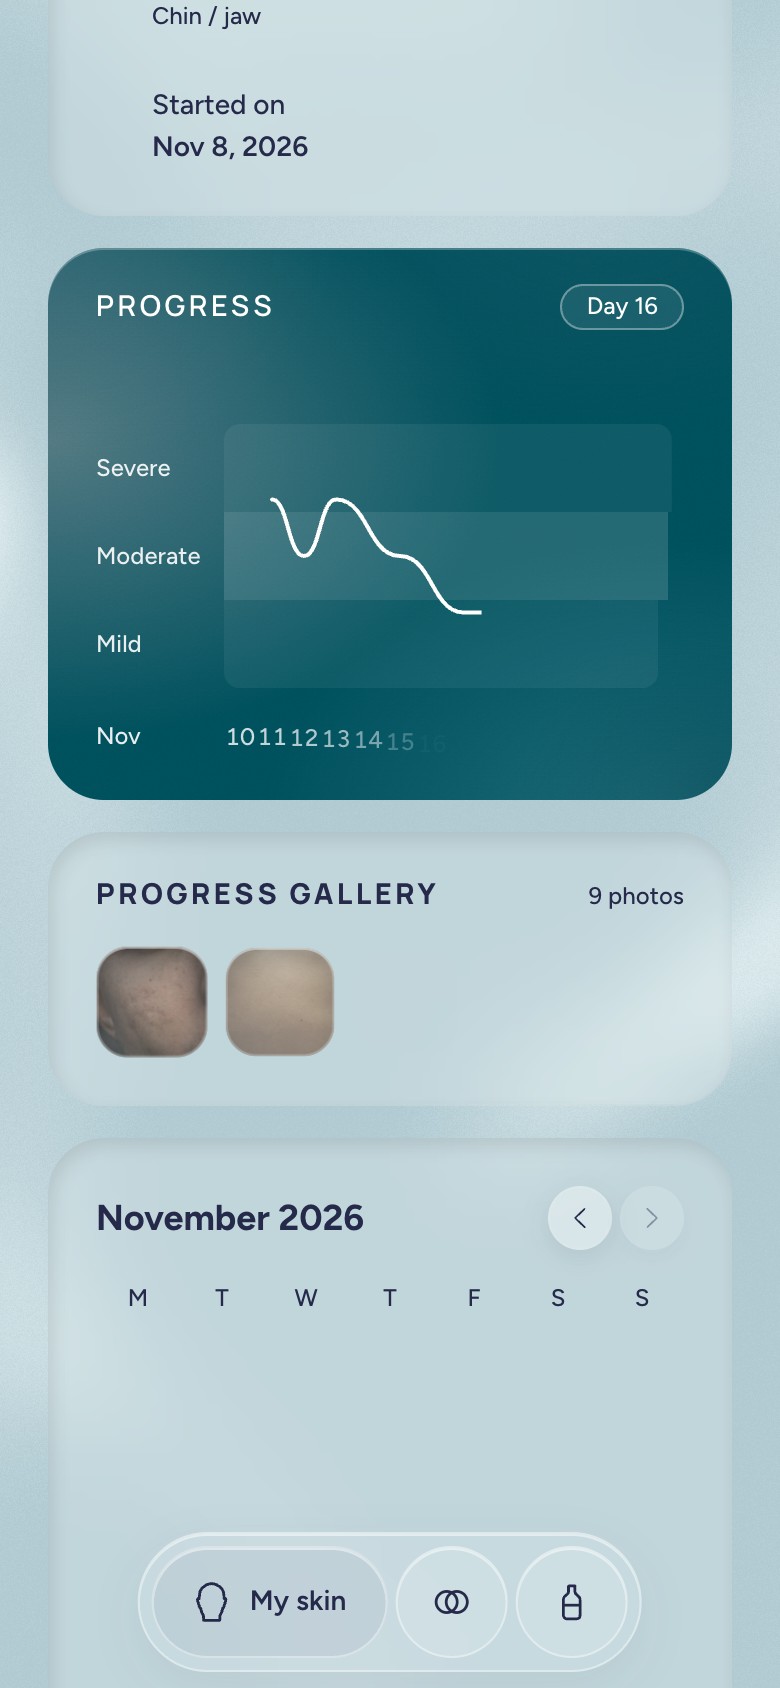 Chin / jaw
Started on
Nov 8, 2026
PROGRESS
Day 16
Severe
Moderate
Mild
Nov 10 11 12 13 14 15 16
PROGRESS GALLERY
9 photos
November 2026
M T W T F S S
My skin